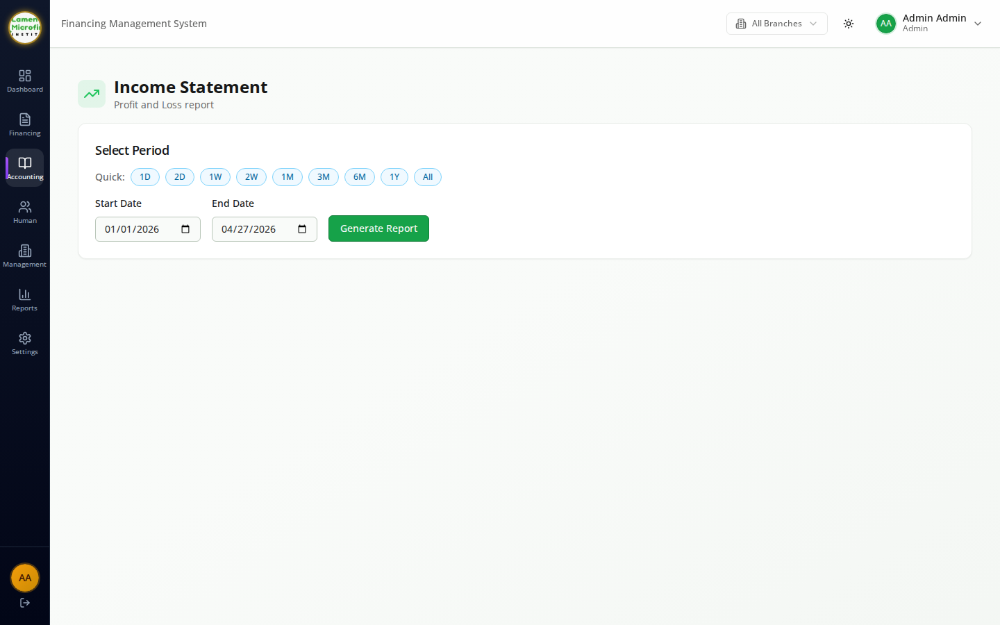 Lamen
Microfi
INSTIT
Financing Management System
All Branches
AA
Admin Admin
Admin
Dashboard
Financing
Accounting
Human
Management
Reports
Settings
AA
Income Statement
Profit and Loss report
Select Period
Quick: 1D 2D 1W 2W 1M 3M 6M 1Y All
Start Date End Date
01/01/2026 04/27/2026 Generate Report